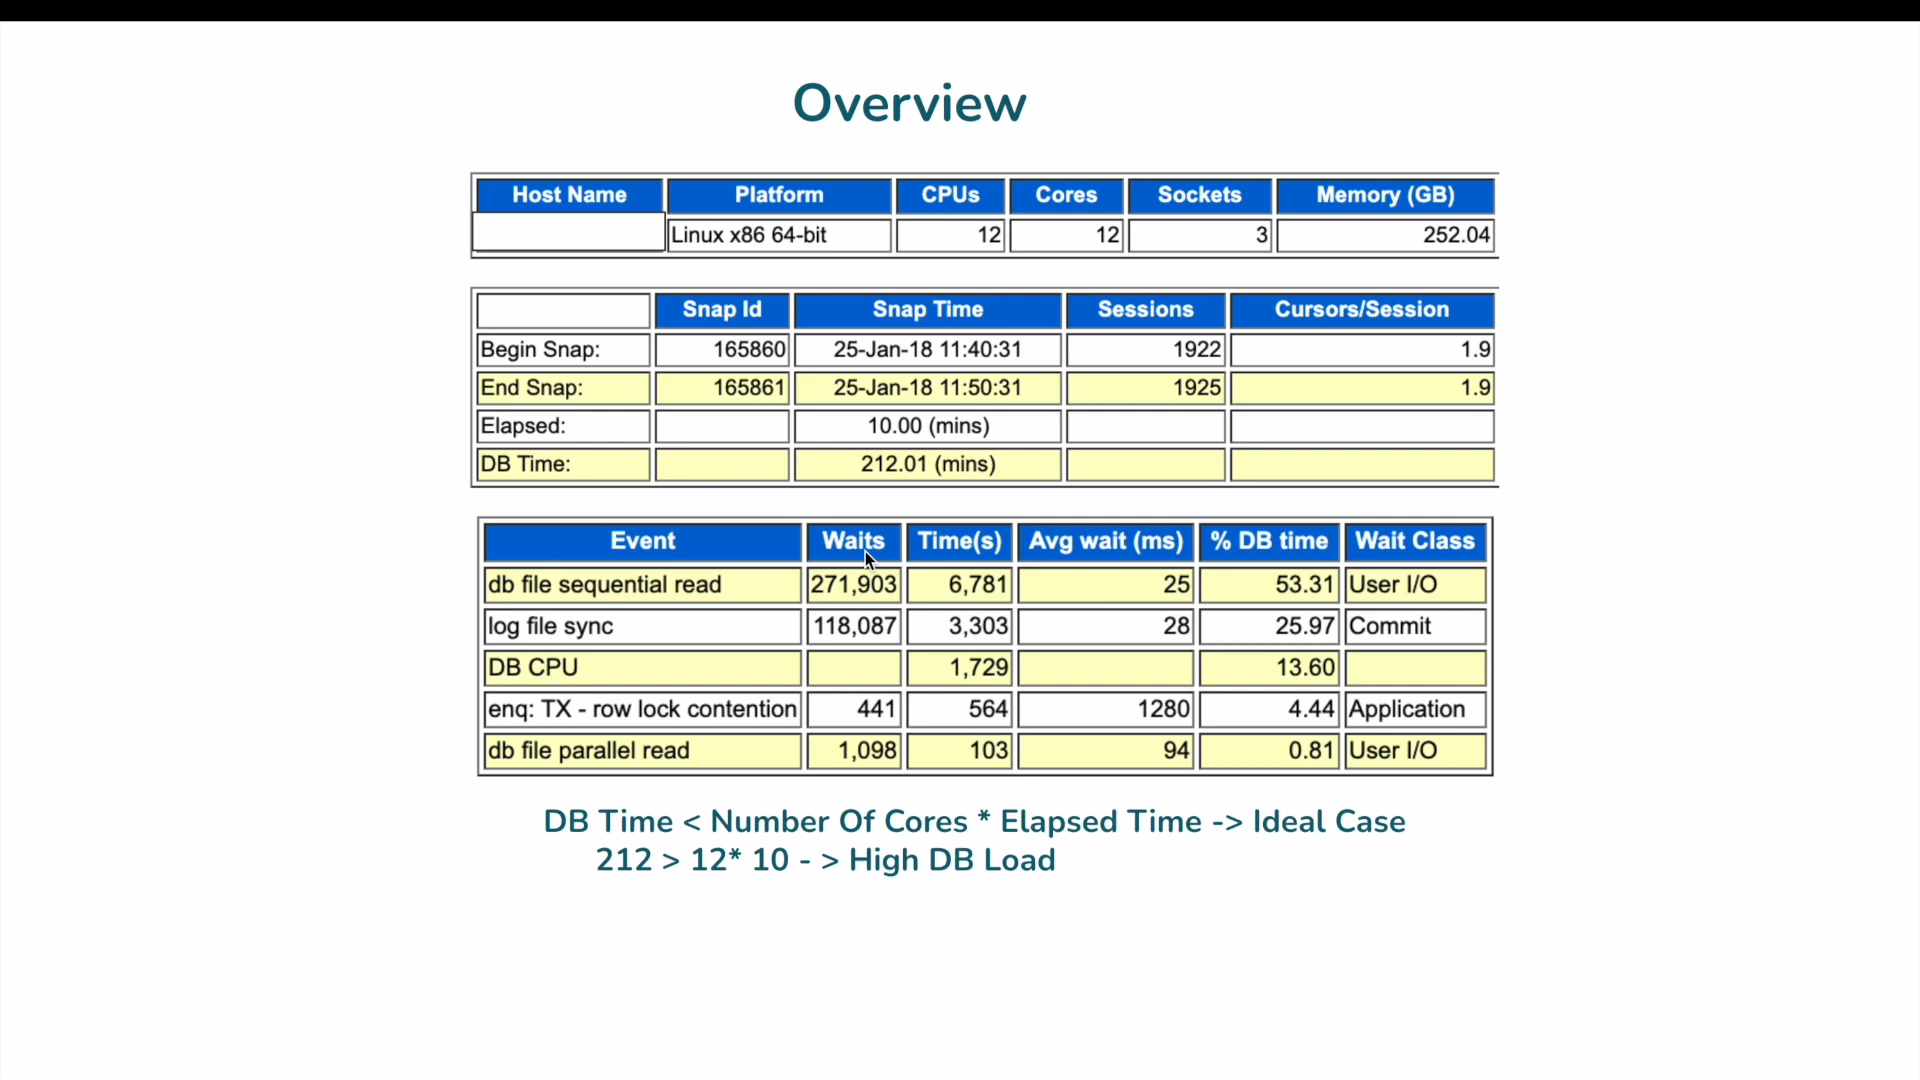 Overview
Host Name Platform CPUs Cores Sockets Memory (GB)
Linux x86 64-bit 12 12 3 252.04
Snap Id Snap Time Sessions Cursors/Session
Begin Snap: 165860 25-Jan-18 11:40:31 1922 1.9
End Snap: 165861 25-Jan-18 11:50:31 1925 1.9
Elapsed: 10.00 (mins)
DB Time: 212.01 (mins)
Event Waits Time(s) Avg wait (ms) % DB time Wait Class
db file sequential read 271,903 6,781 25 53.31 User I/O
log file sync 118,087 3,303 28 25.97 Commit
DB CPU 1,729 13.60
enq: TX - row lock contention 441 564 1280 4.44 Application
db file parallel read 1,098 103 94 0.81 User I/O
DB Time < Number Of Cores * Elapsed Time -> Ideal Case
212 > 12* 10 - > High DB Load